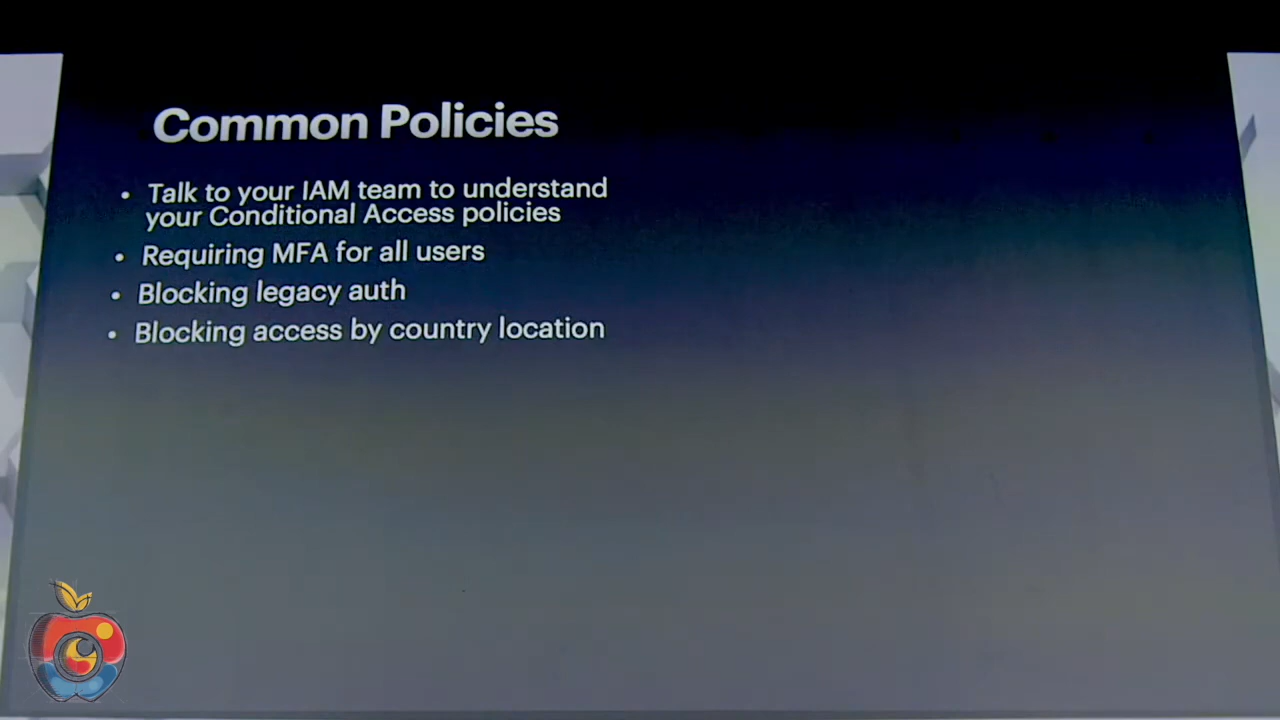 Common Policies
• Talk to your IAM team to understand
your Conditional Access policies
• Requiring MFA for all users
• Blocking legacy auth
• Blocking access by country location